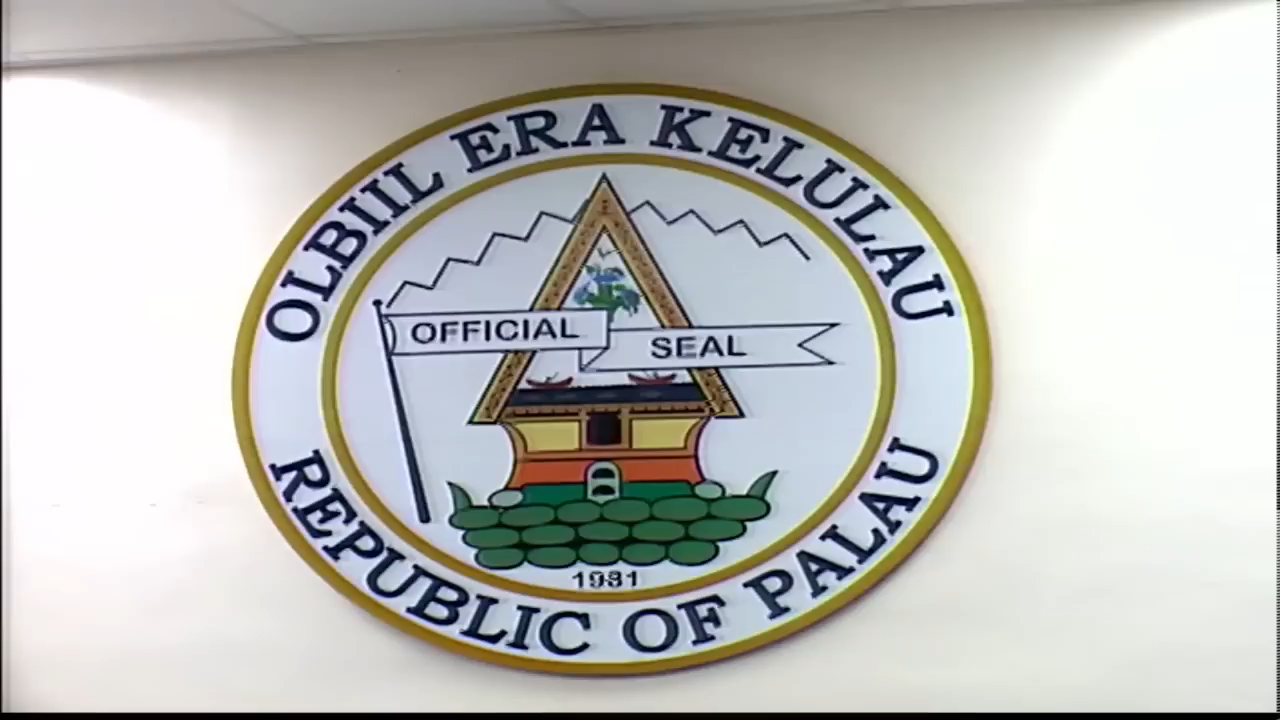 OLBIIL ERA KELULAU
OFFICIAL SEAL
1981
REPUBLIC OF PALAU